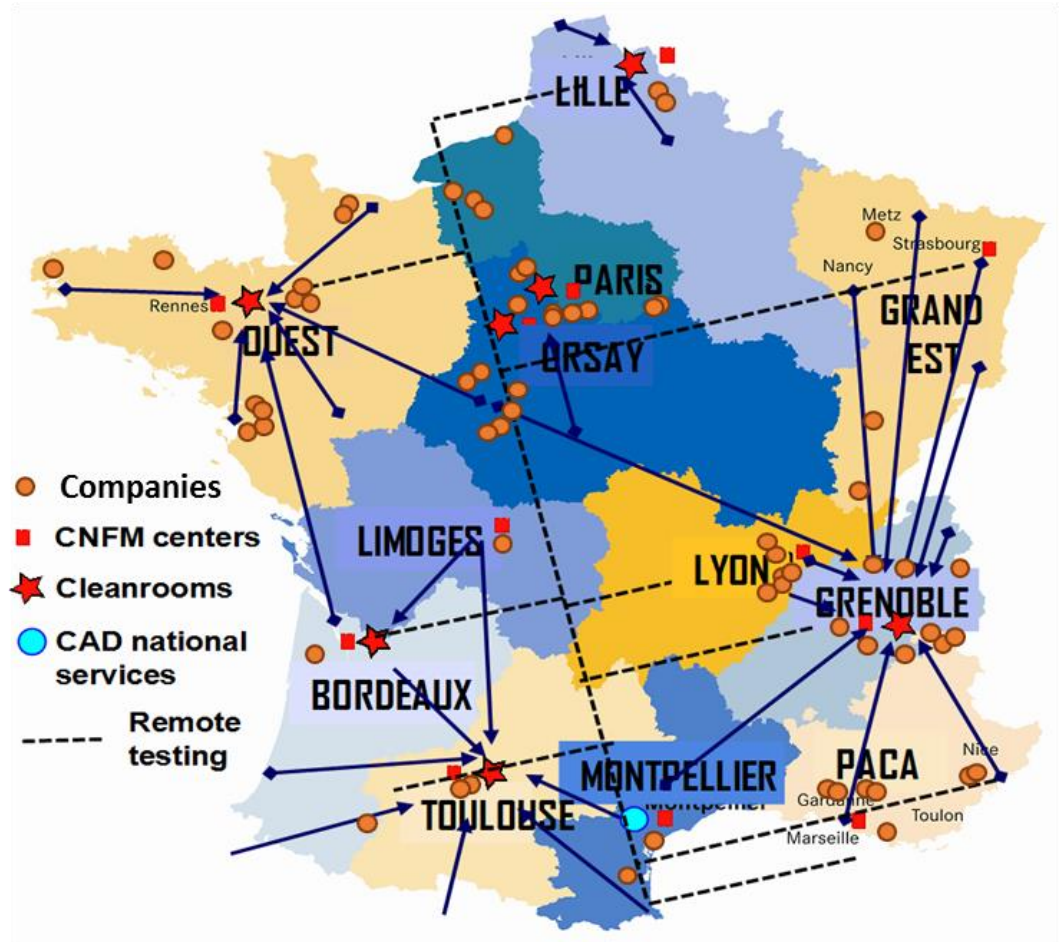 LILLE
Metz
Strasbourg
Nancy
PARIS
Rennes
GRAND
EST
OUEST
ORSAY
Companies
CNFM centers
LIMOGES
LYON
Cleanrooms
GRENOBLE
CAD national
services
BORDEAUX
Remote
testing
Nice
PACA
MONTPELLIER
Montpellier
Gardanne
TOULOUSE
Toulon
Marseille